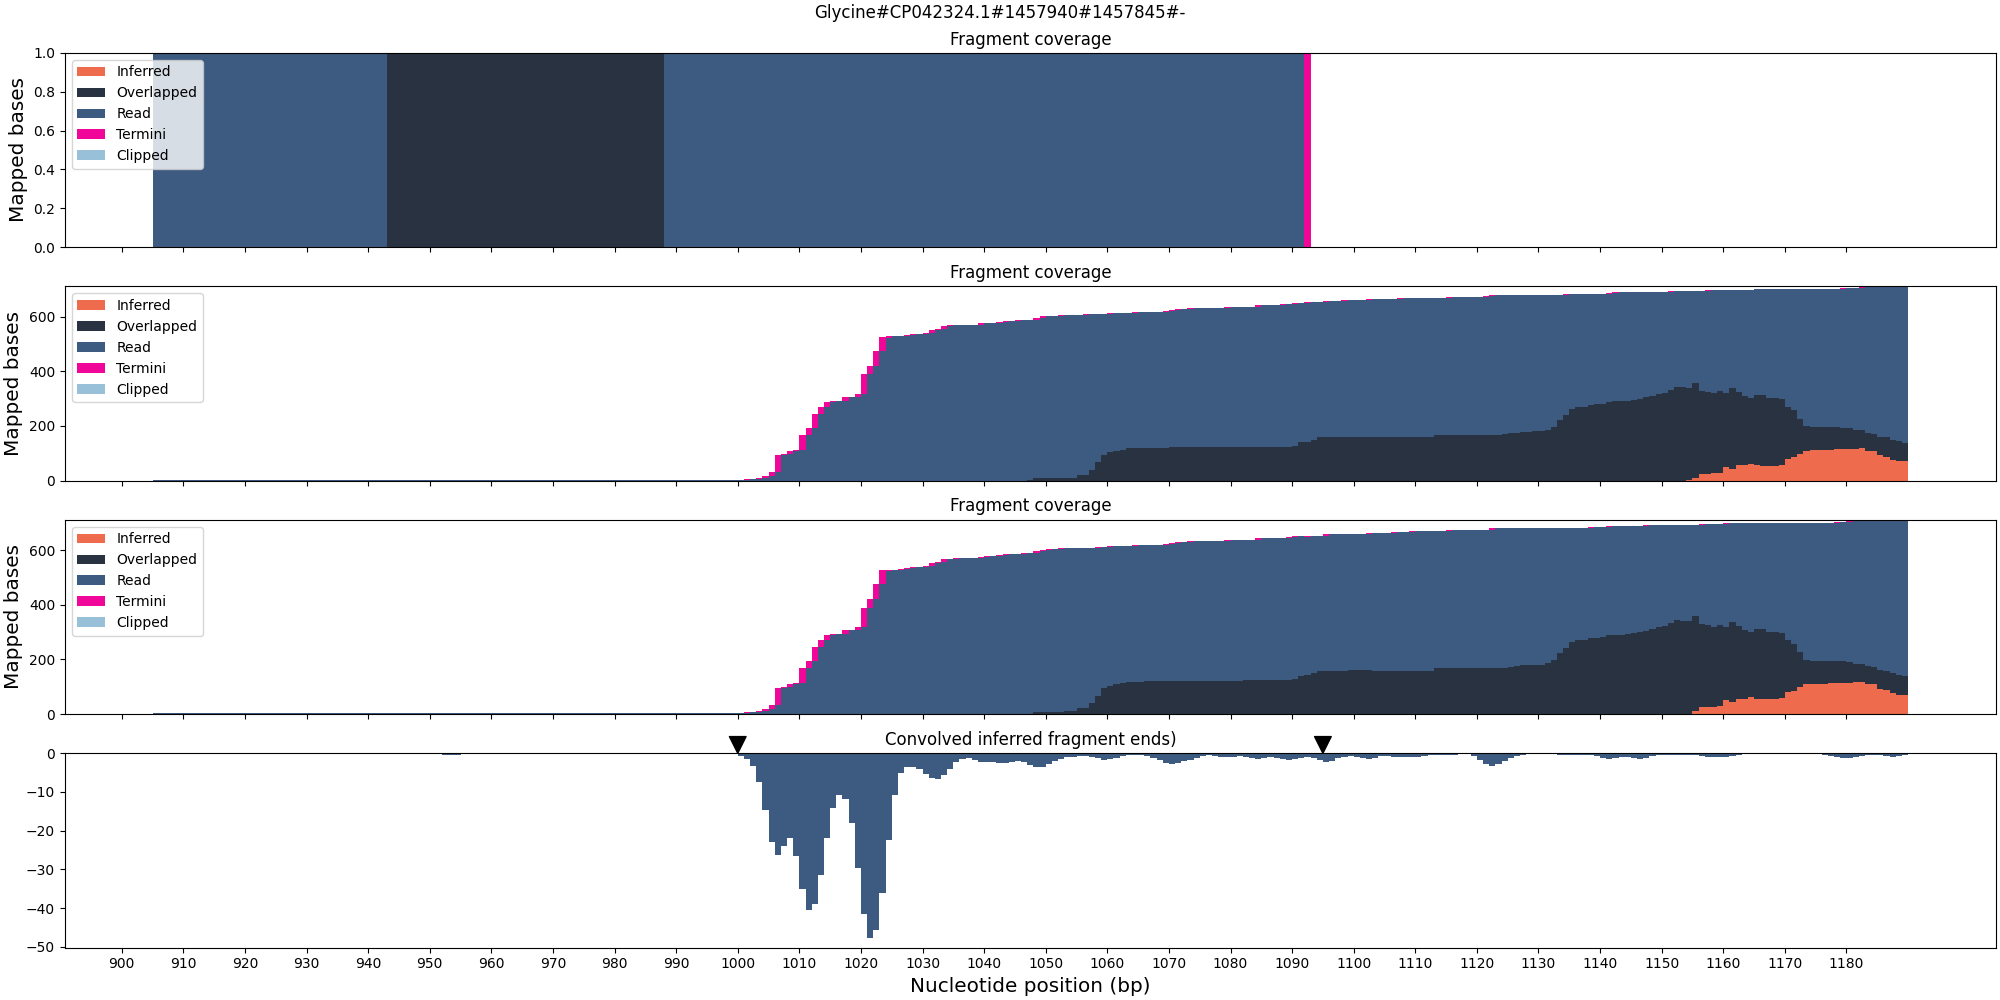 Glycine#CP042324.1#1457940#1457845#-
Fragment coverage
Mapped bases
1.0
0.8
0.6
0.4
0.2
0.0
Inferred
Overlapped
Read
Termini
Clipped
Fragment coverage
Mapped bases
600
400
200
0
Inferred
Overlapped
Read
Termini
Clipped
Fragment coverage
Mapped bases
600
400
200
0
Inferred
Overlapped
Read
Termini
Clipped
Convolved inferred fragment ends)
0
−10
−20
−30
−40
−50
900 910 920 930 940 950 960 970 980 990 1000 1010 1020 1030 1040 1050 1060 1070 1080 1090 1100 1110 1120 1130 1140 1150 1160 1170 1180
Nucleotide position (bp)